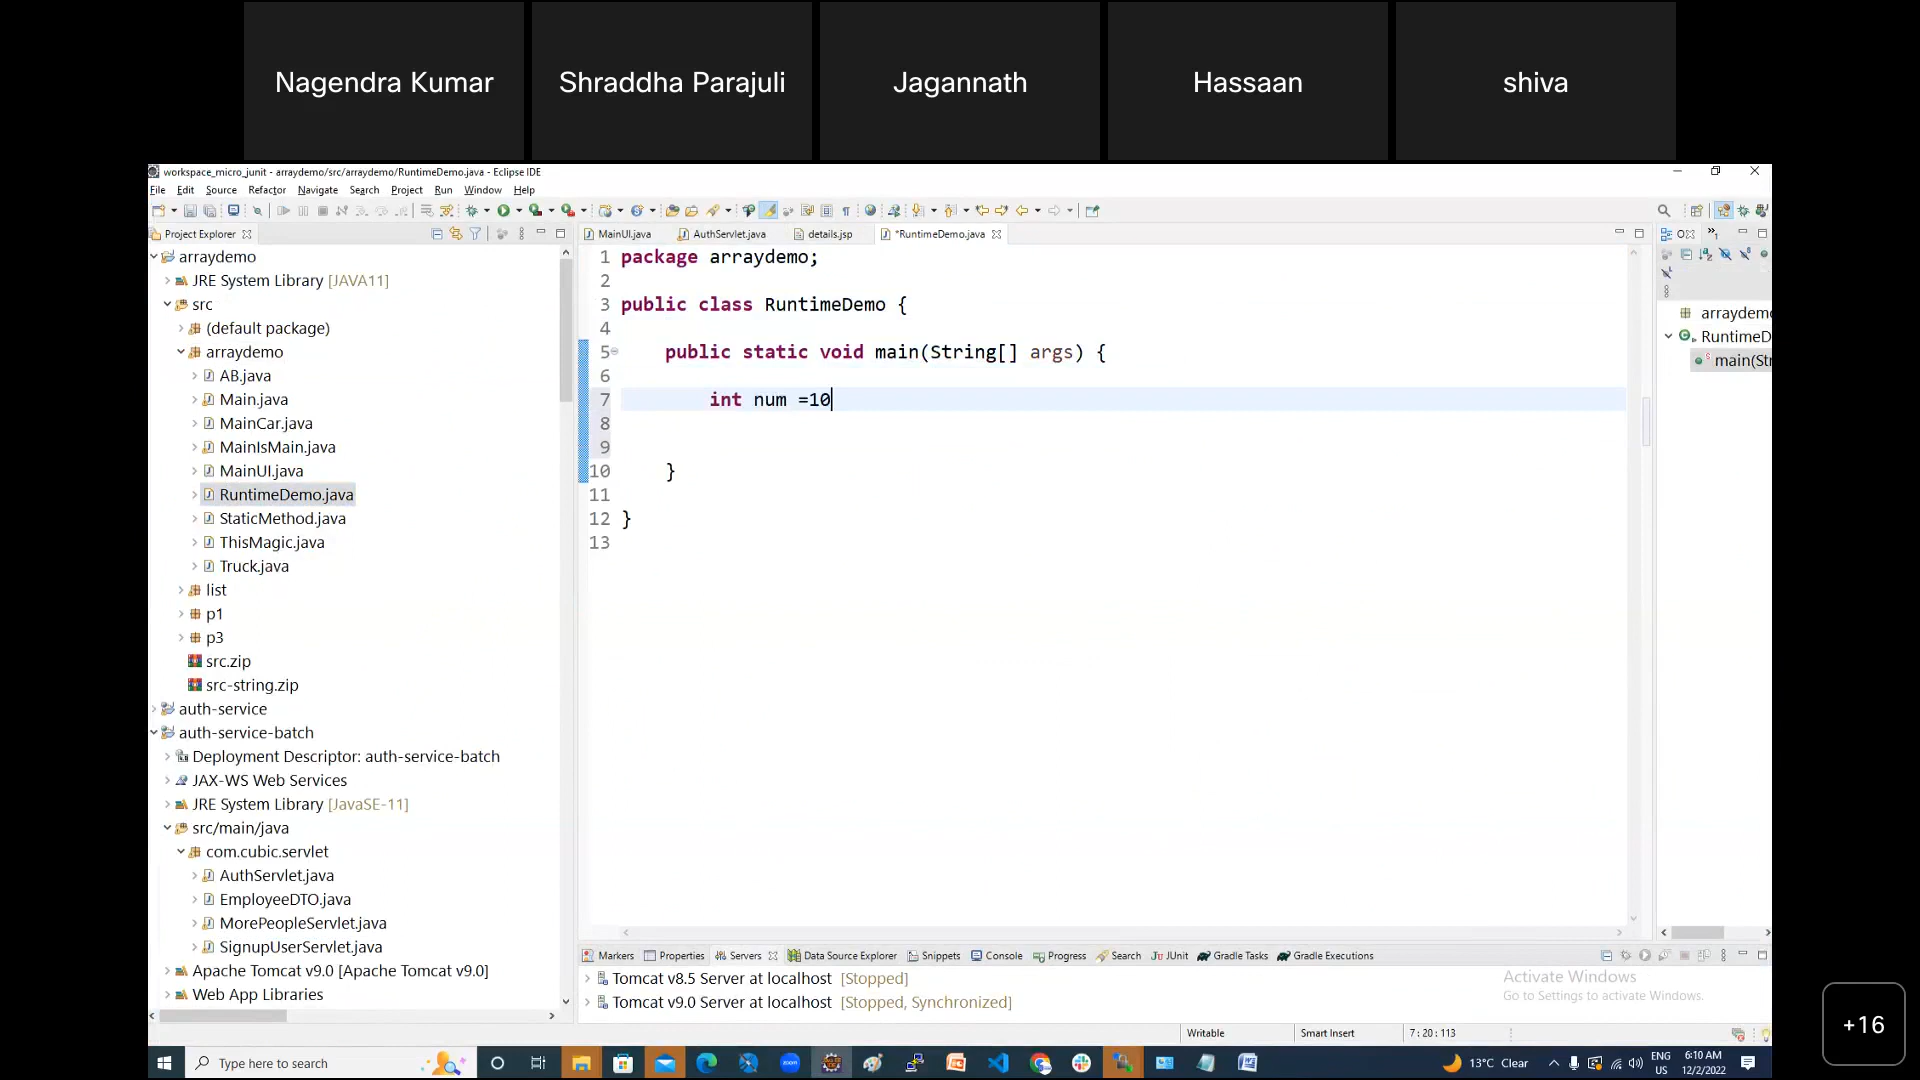 Nagendra Kumar
Shraddha Parajuli
Jagannath
Hassaan
shiva
workspace_micro_junit - arraydemo/src/arraydemo/RuntimeDemo.java - Eclipse IDE
File Edit Source Refactor Navigate Search Project Run Window Help
Project Explorer
MainUI.java
AuthServlet.java
details.jsp
*RuntimeDemo.java
arraydemo
JRE System Library [JAVA11]
src
(default package)
arraydemo
AB.java
Main.java
MainCar.java
MainIsMain.java
MainUI.java
RuntimeDemo.java
StaticMethod.java
ThisMagic.java
Truck.java
list
p1
p3
src.zip
src-string.zip
auth-service
auth-service-batch
Deployment Descriptor: auth-service-batch
JAX-WS Web Services
JRE System Library [JavaSE-11]
src/main/java
com.cubic.servlet
AuthServlet.java
EmployeeDTO.java
MorePeopleServlet.java
SignupUserServlet.java
Apache Tomcat v9.0 [Apache Tomcat v9.0]
Web App Libraries
1 package arraydemo;
2
3 public class RuntimeDemo {
4
5 public static void main(String[] args) {
6
7 int num =10
8
9
10 }
11
12 }
13
arraydemo
RuntimeD
main(Str
Markers Properties Servers Data Source Explorer Snippets Console Progress Search JUnit Gradle Tasks Gradle Executions
Tomcat v8.5 Server at localhost [Stopped]
Tomcat v9.0 Server at localhost [Stopped, Synchronized]
Activate Windows
Go to Settings to activate Windows.
Writable
Smart Insert
7 : 20 : 113
+16
Type here to search
13°C Clear
ENG
US
6:10 AM
12/2/2022